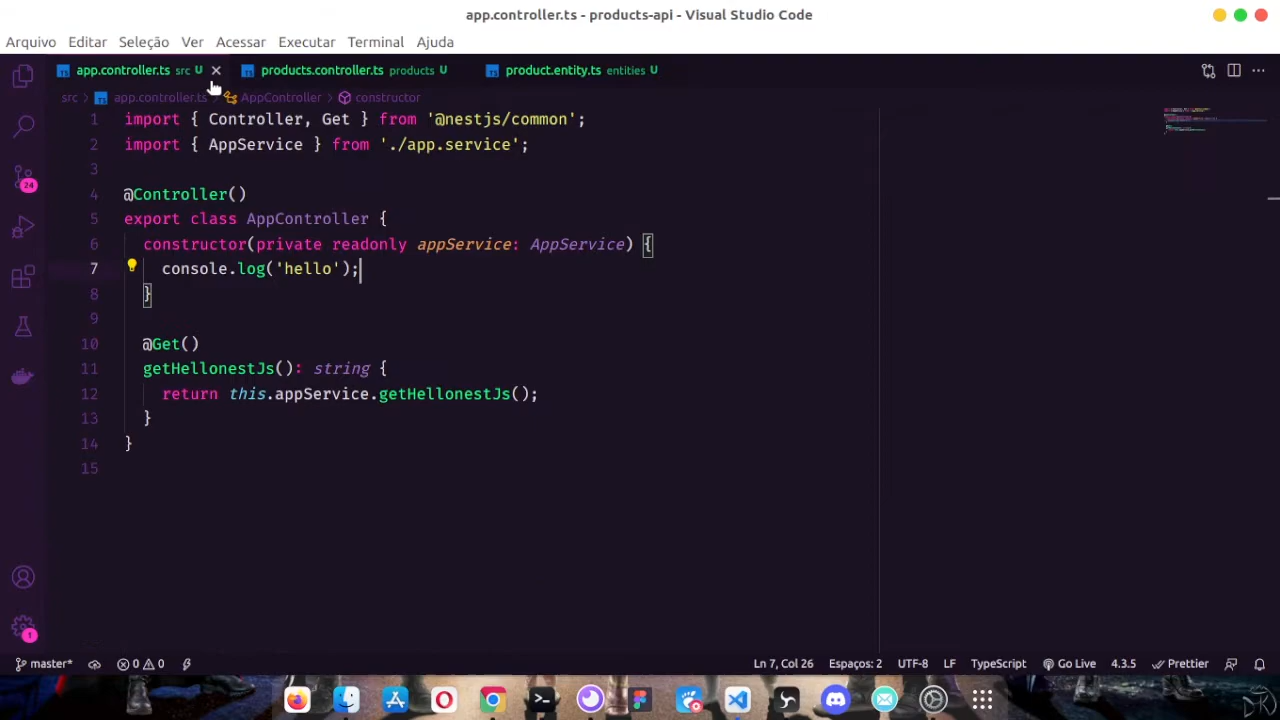 app.controller.ts - products-api - Visual Studio Code
Arquivo Editar Seleção Ver Acessar Executar Terminal Ajuda
app.controller.ts src U products.controller.ts products U product.entity.ts entities U
src > app.controller.ts > AppController > constructor
1 import { Controller, Get } from '@nestjs/common';
2 import { AppService } from './app.service';
3
4 @Controller()
5 export class AppController {
6 constructor(private readonly appService: AppService) {
7 console.log('hello');
8 }
9
10 @Get()
11 getHellonestJs(): string {
12 return this.appService.getHellonestJs();
13 }
14 }
15
24
1
master* 0 0 Ln 7, Col 26 Espaços: 2 UTF-8 LF TypeScript Go Live 4.3.5 Prettier